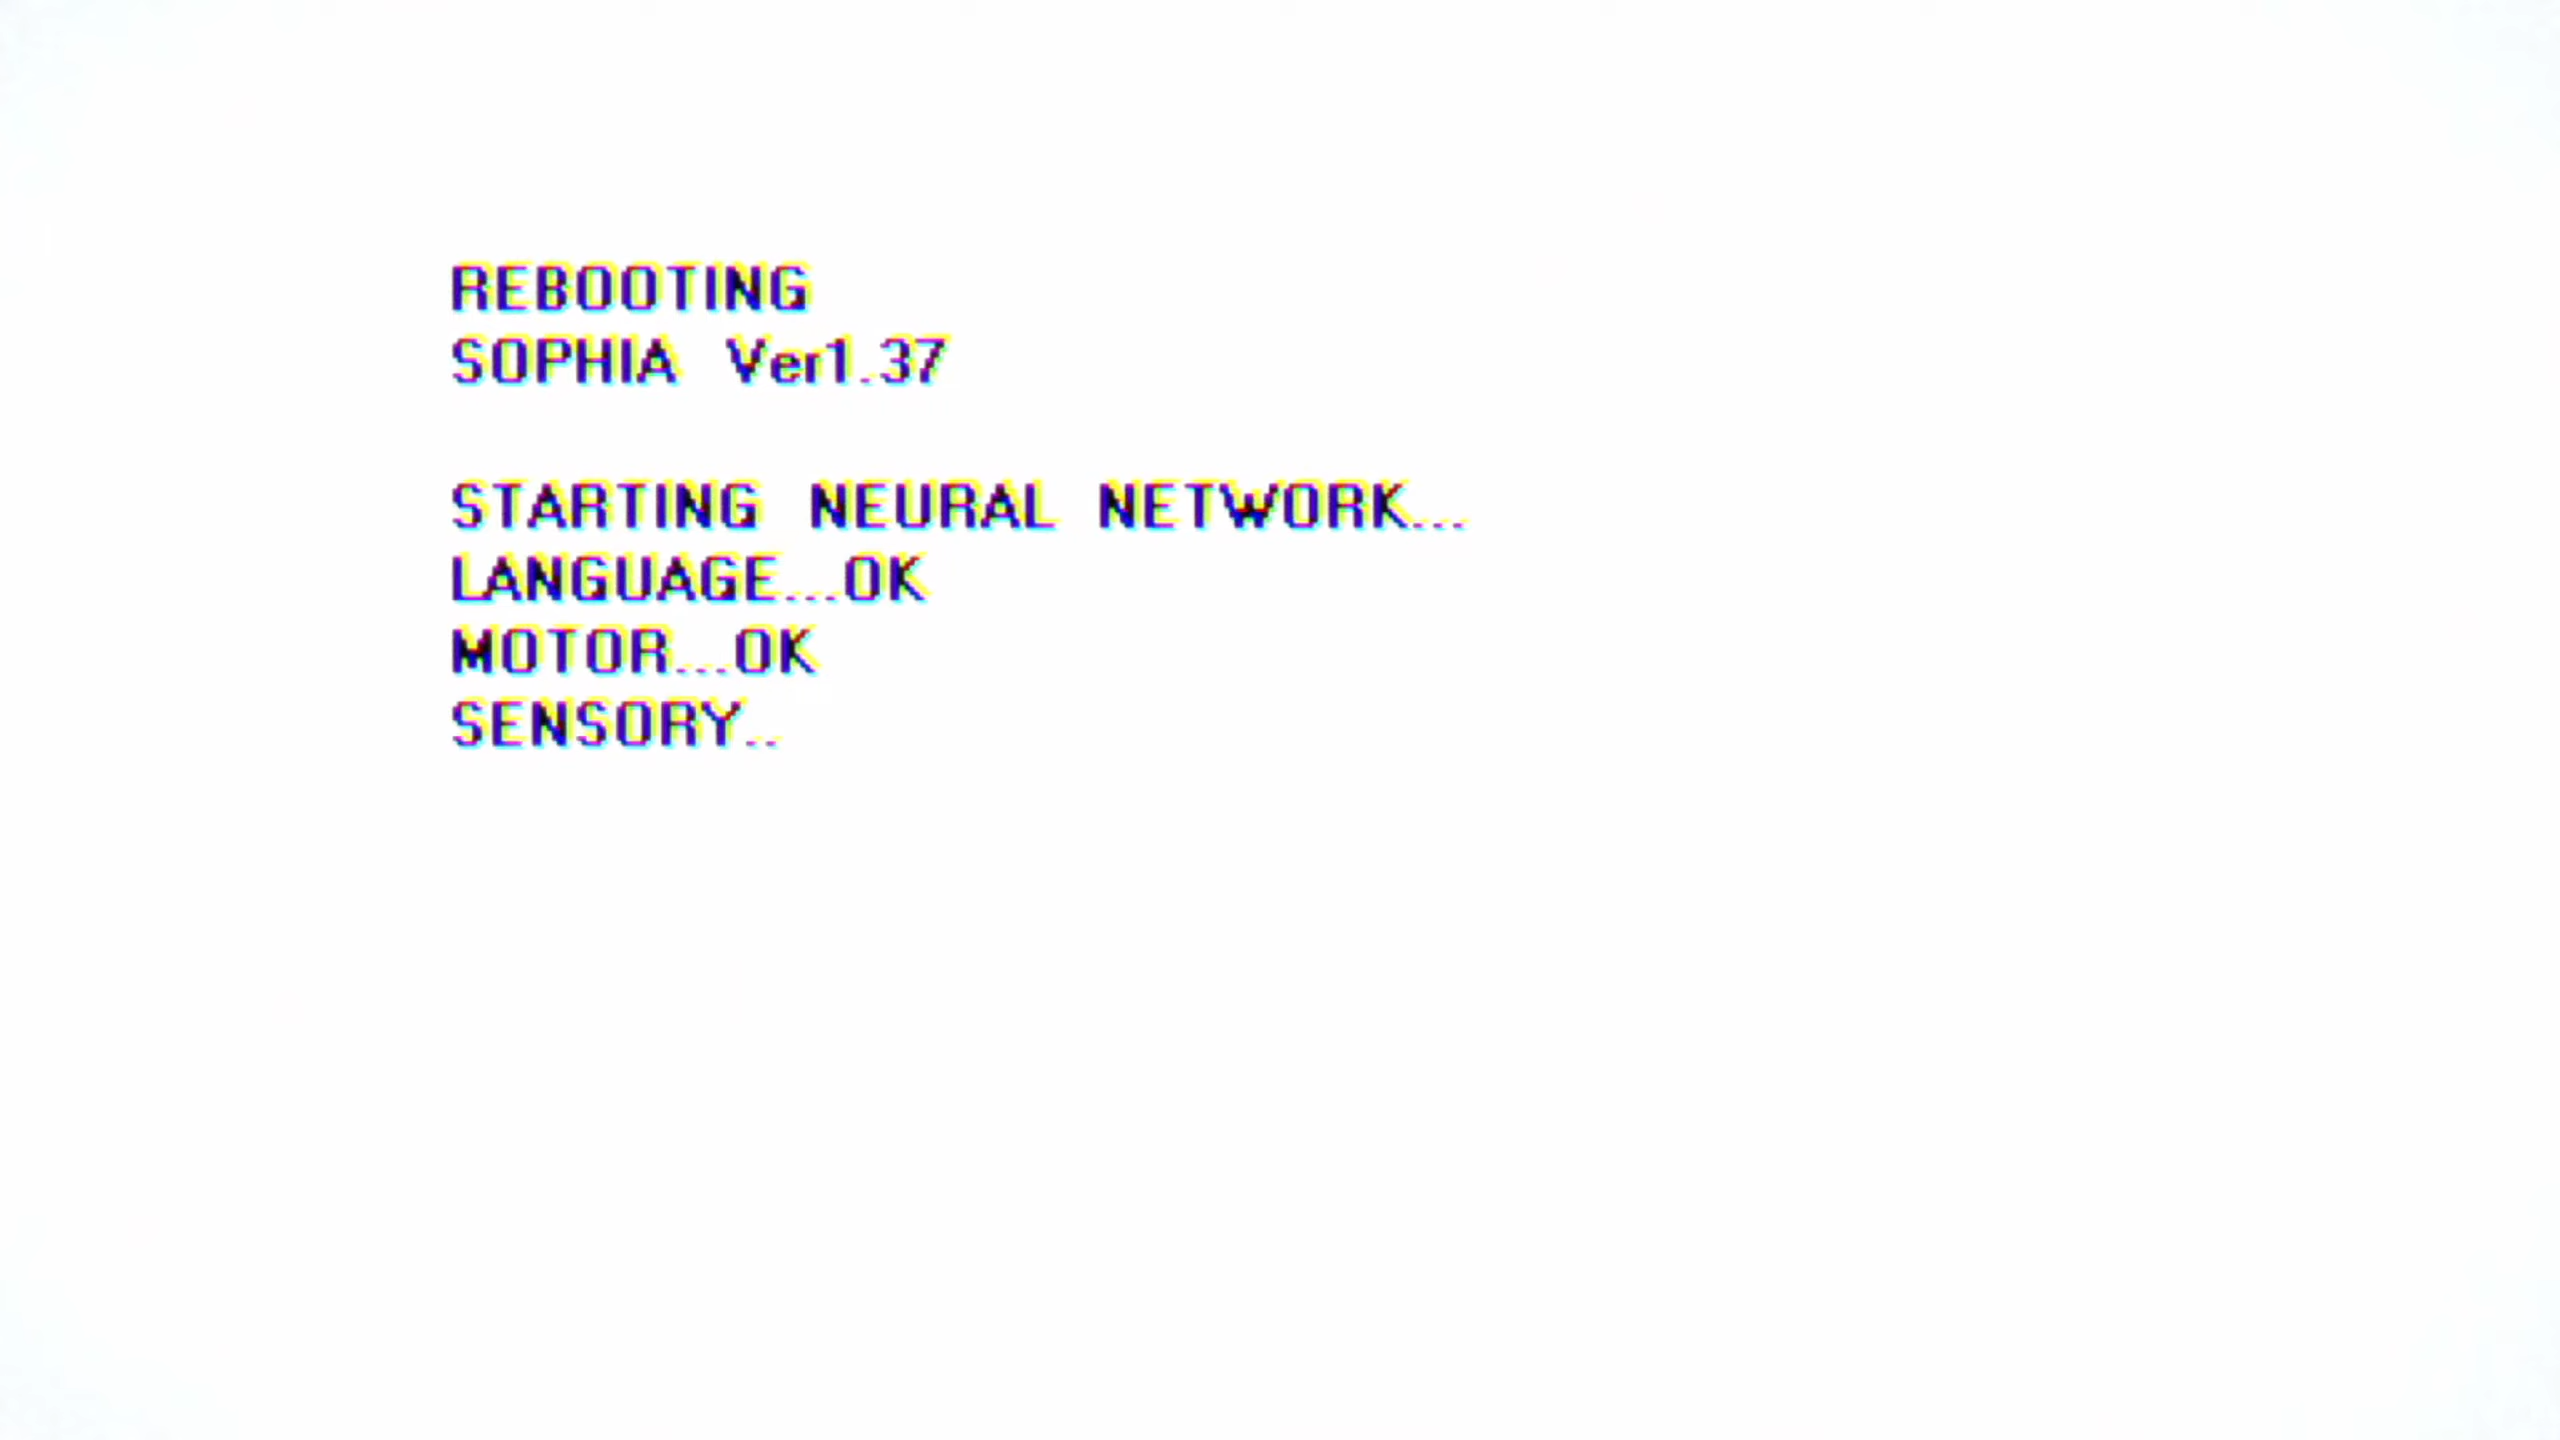 REBOOTING
SOPHIA Ver1.37
STARTING NEURAL NETWORK...
LANGUAGE...OK
MOTOR...OK
SENSORY..